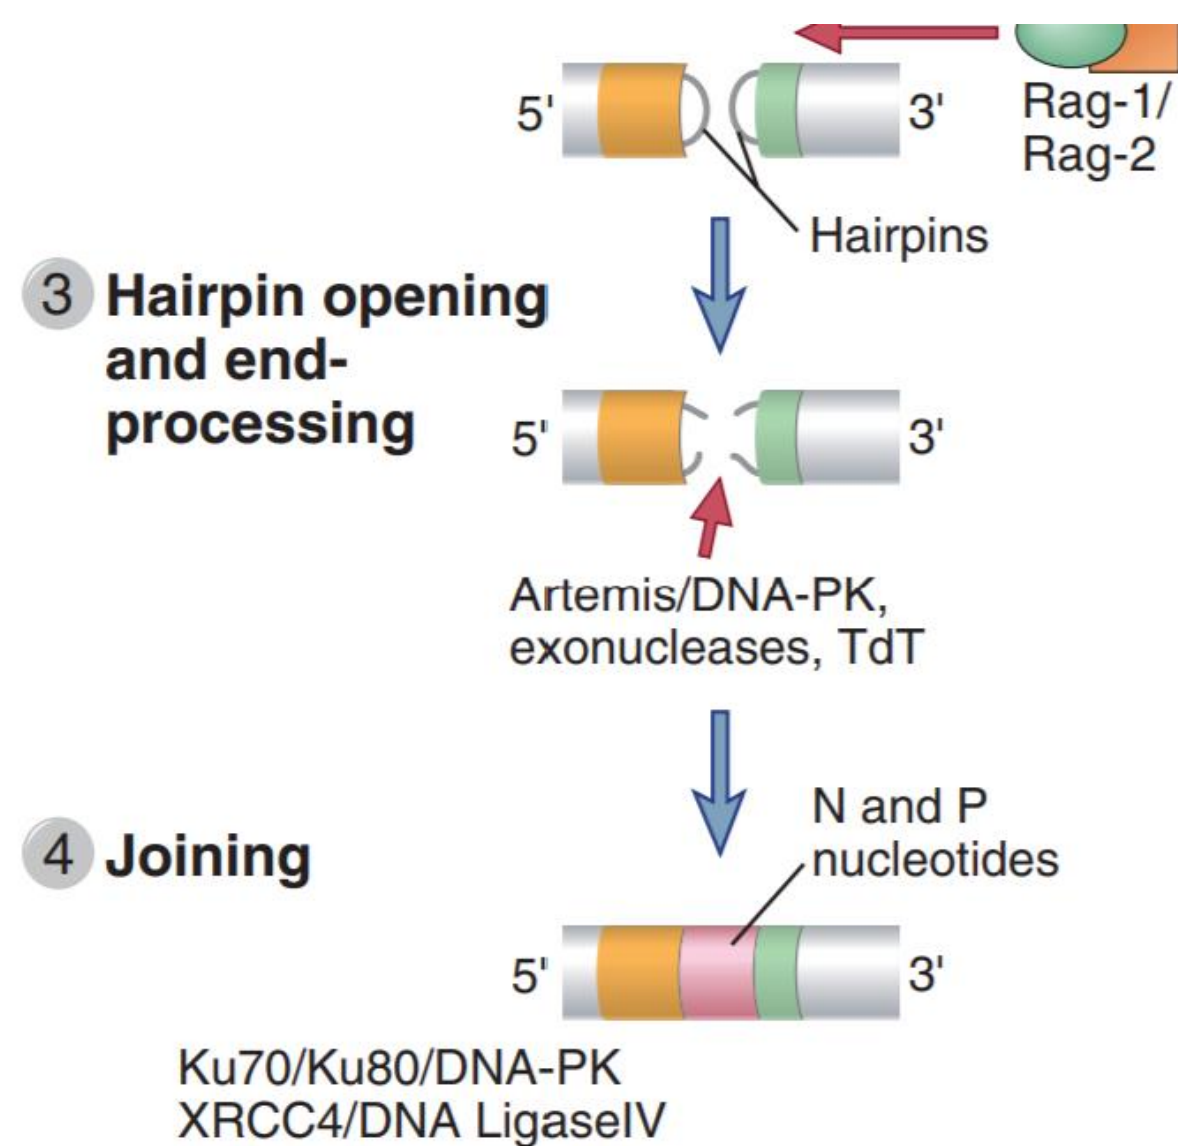 5'
3'
Rag-1/
Rag-2
Hairpins
3 Hairpin opening
and end-
processing
5'
3'
Artemis/DNA-PK,
exonucleases, TdT
N and P
nucleotides
4 Joining
5'
3'
Ku70/Ku80/DNA-PK
XRCC4/DNA LigaseIV